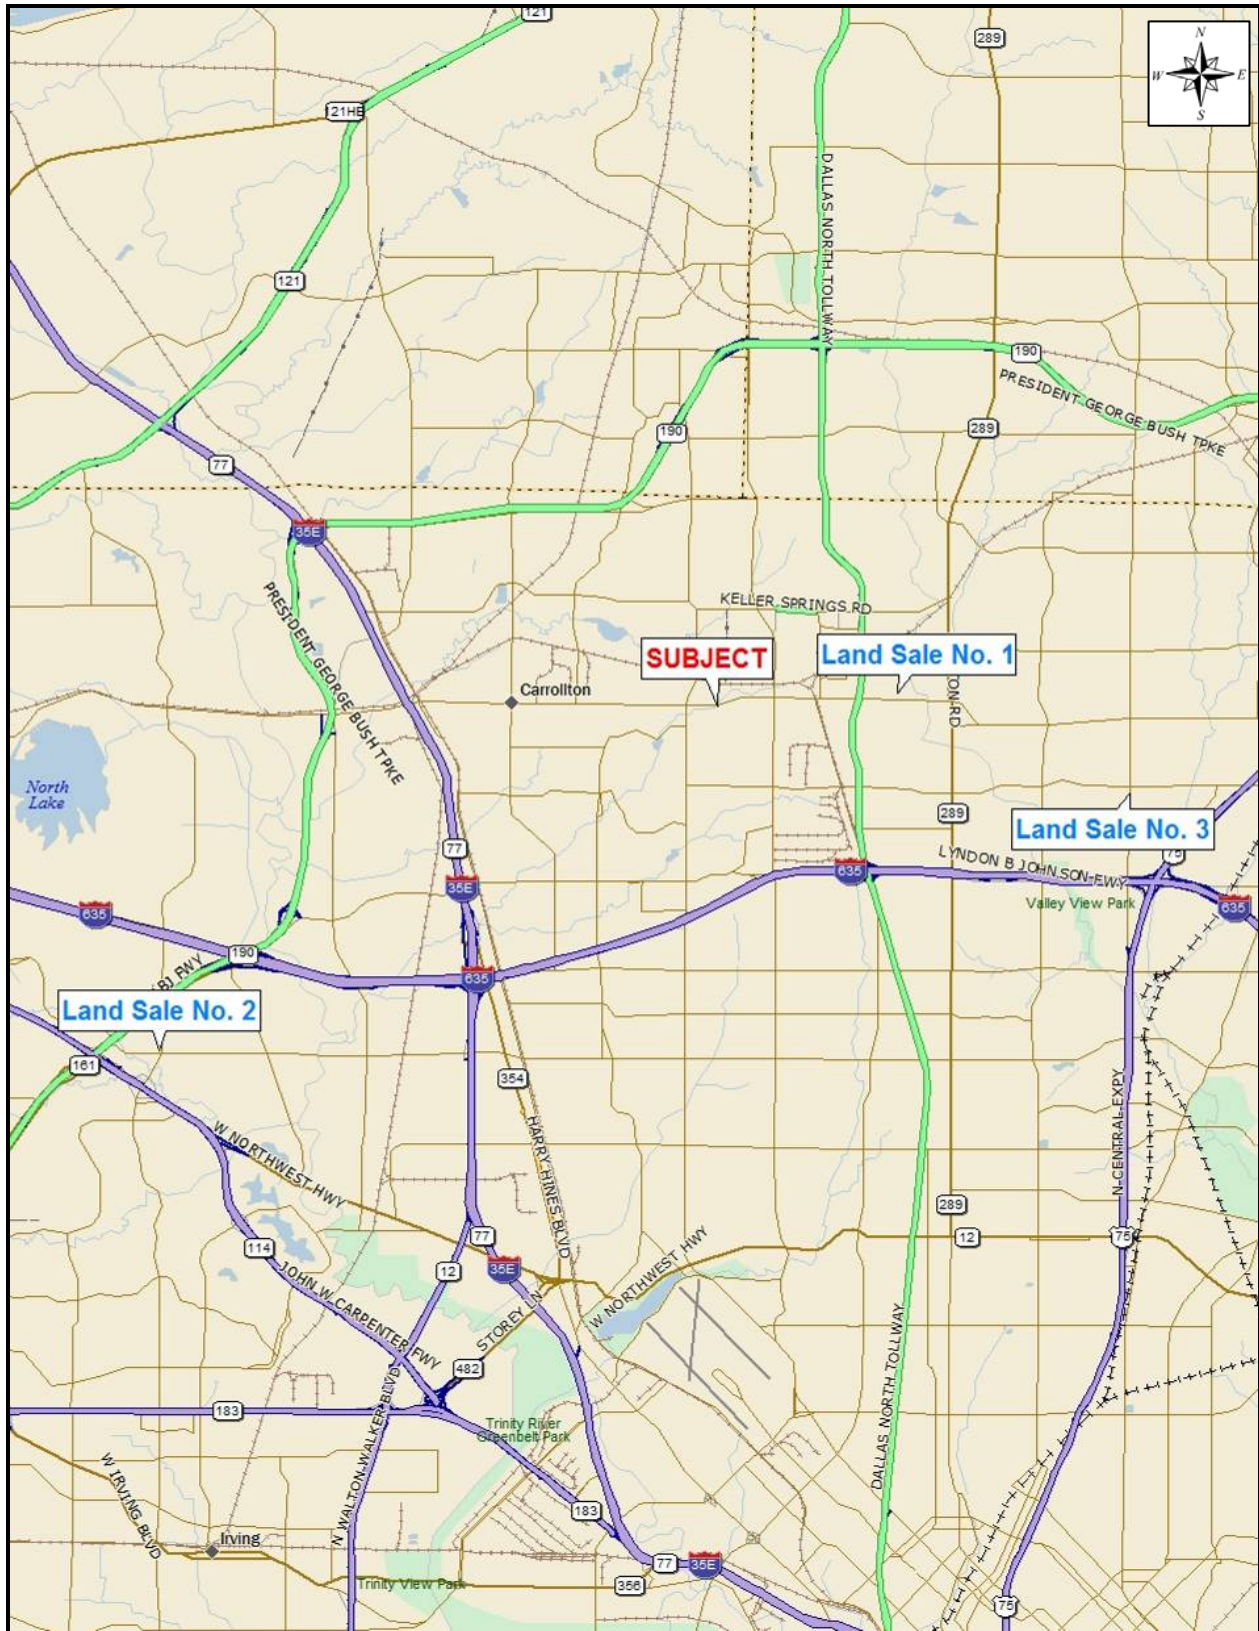 121
289
N
W
E
S
121HB
DALLAS NORTH TOLLWAY
121
190
PRESIDENT GEORGE BUSH TPKE
190
289
77
35E
KELLER SPRINGS RD
PRESIDENT GEORGE BUSH TPKE
SUBJECT
Land Sale No. 1
Carrollton
TON RD
North
Lake
289
Land Sale No. 3
77
75
LYNDON B JOHNSON FWY
35E
635
Valley View Park
635
635
190
LBJ FWY
635
Land Sale No. 2
161
354
N CENTRAL EXPY
W NORTHWEST HWY
HARRY HINES BLVD
289
77
12
75
114
12
35E
W NORTHWEST HWY
JOHN W CARPENTER FWY
STOREY LN
DALLAS NORTH TOLLWAY
482
183
N WALTON WALKER BLVD
Trinity River
Greenbelt Park
W IRVING BLVD
183
Irving
77
35E
Trinity View Park
356
75